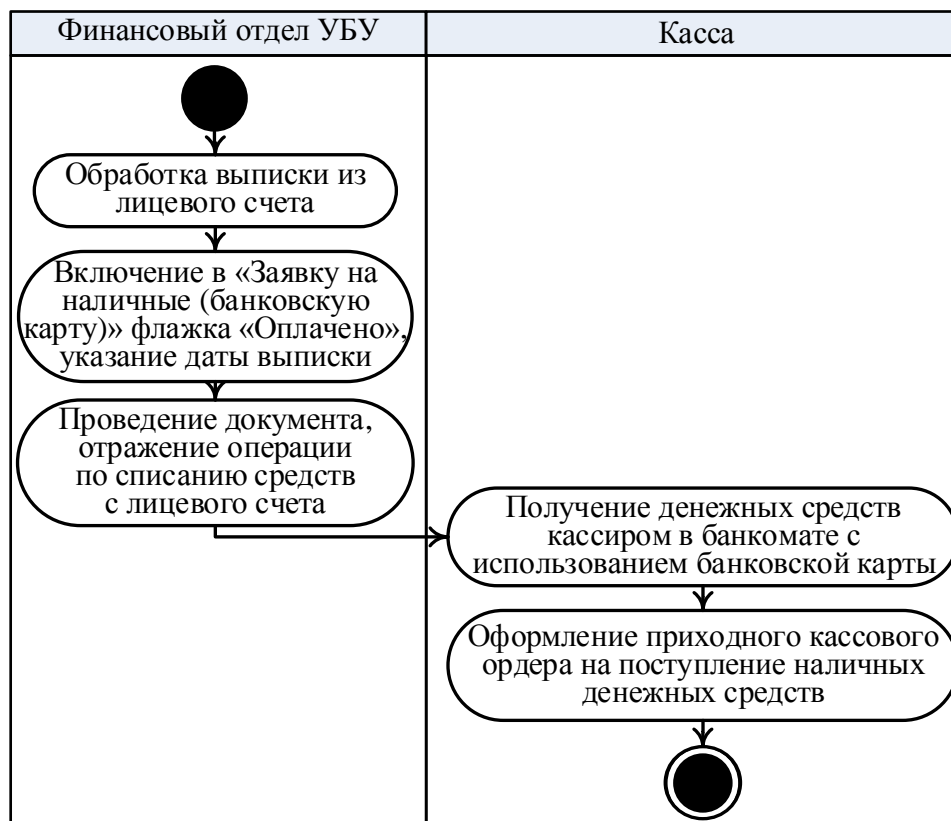 Финансовый отдел УБУ
Касса
Обработка выписки из
лицевого счета
Включение в «Заявку на
наличные (банковскую
карту)» флажка «Оплачено»,
указание даты выписки
Проведение документа,
отражение операции
по списанию средств
с лицевого счета
Получение денежных средств
кассиром в банкомате с
использованием банковской карты
Оформление приходного кассового
ордера на поступление наличных
денежных средств